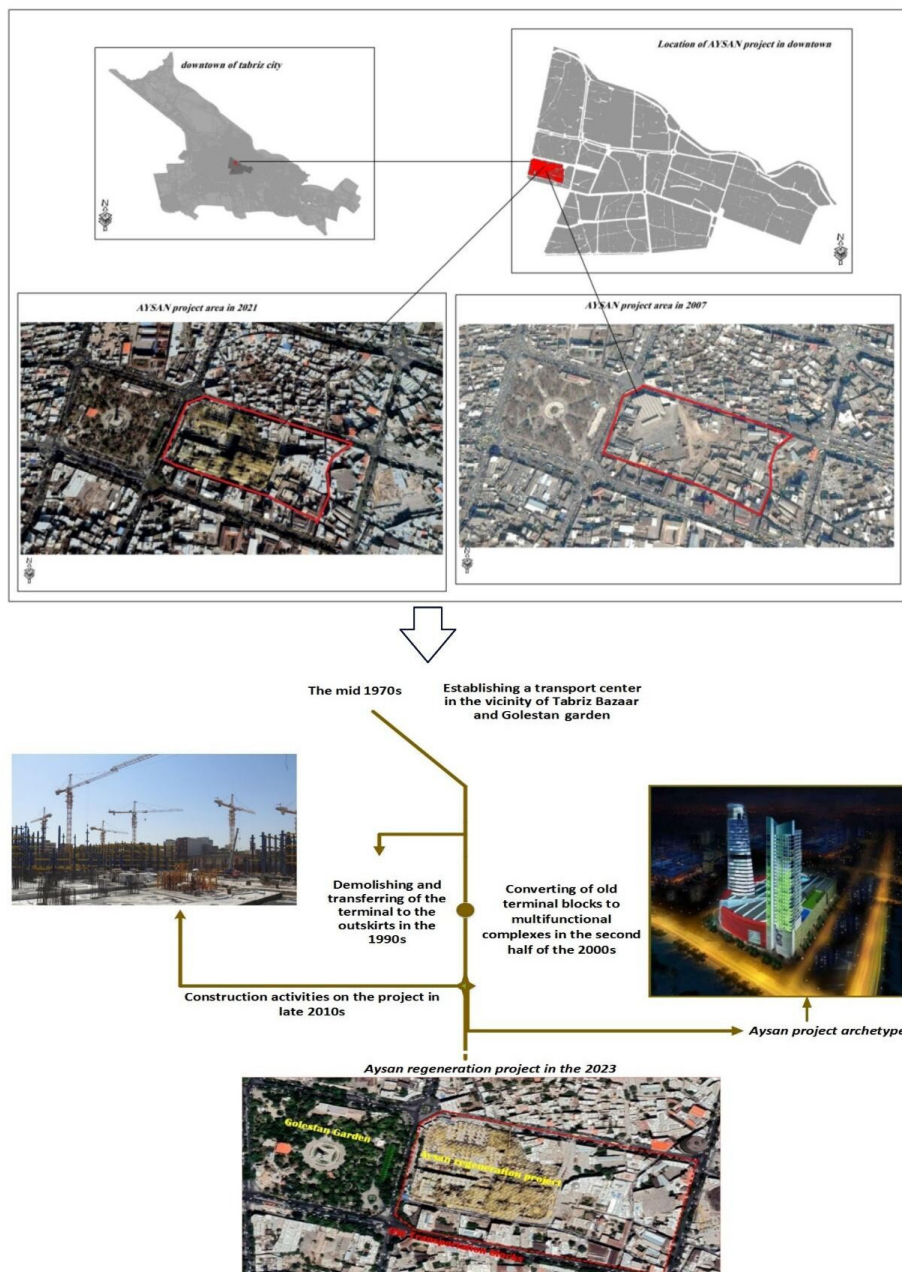 downtown of tabriz city
Location of AYSAN project in downtown
N
N
AYSAN project area in 2021
AYSAN project area in 2007
N
N
The mid 1970s
Establishing a transport center
in the vicinity of Tabriz Bazaar
and Golestan garden
Demolishing and
transferring of the
terminal to the
outskirts in the
1990s
Converting of old
terminal blocks to
multifunctional
complexes in the second
half of the 2000s
Construction activities on the project in
late 2010s
Aysan project archetype
Aysan regeneration project in the 2023
Golestan Garden
Aysan regeneration project
Transportation